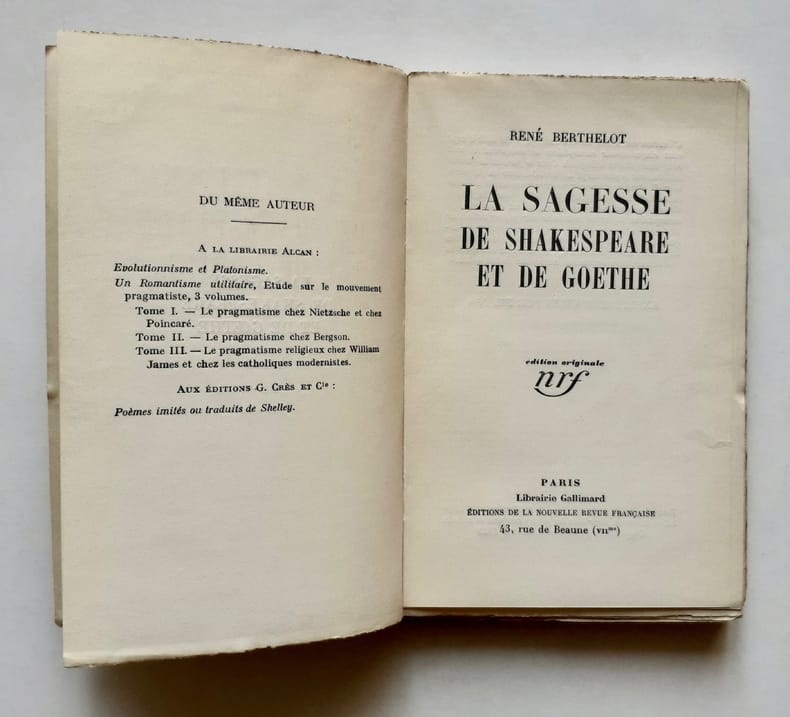 DU MÊME AUTEUR
A LA LIBRAIRIE ALCAN :
Evolutionnisme et Platonisme.
Un Romantisme utilitaire, Etude sur le mouvement
pragmatiste, 3 volumes.
Tome I. — Le pragmatisme chez Nietzsche et chez
Poincaré.
Tome II. — Le pragmatisme chez Bergson.
Tome III. — Le pragmatisme religieux chez William
James et chez les catholiques modernistes.
AUX ÉDITIONS G. CRÈS ET Cie :
Poèmes imités ou traduits de Shelley.
RENÉ BERTHELOT
LA SAGESSE
DE SHAKESPEARE
ET DE GOETHE
édition originale
nrf
PARIS
Librairie Gallimard
ÉDITIONS DE LA NOUVELLE REVUE FRANÇAISE
43, rue de Beaune (VIIme)